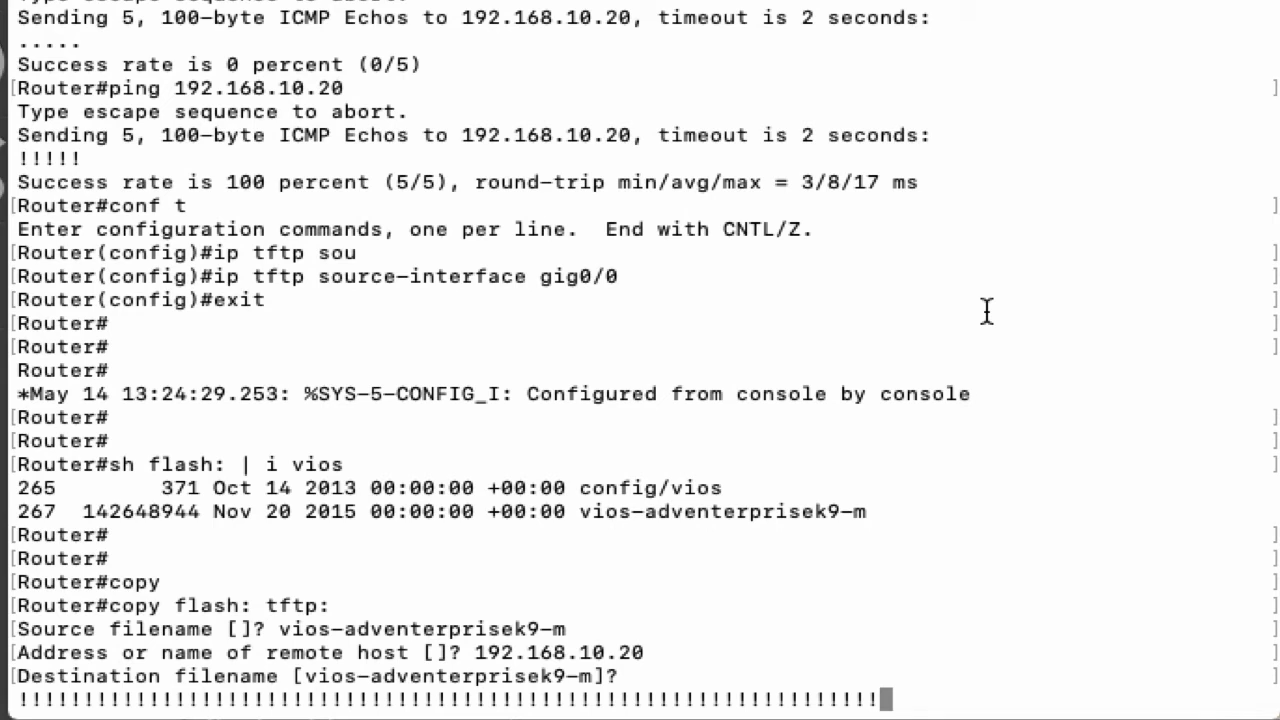 Sending 5, 100-byte ICMP Echos to 192.168.10.20, timeout is 2 seconds:
.....
Success rate is 0 percent (0/5)
[Router#ping 192.168.10.20 ]
Type escape sequence to abort.
Sending 5, 100-byte ICMP Echos to 192.168.10.20, timeout is 2 seconds:
!!!!!
Success rate is 100 percent (5/5), round-trip min/avg/max = 3/8/17 ms
[Router#conf t ]
Enter configuration commands, one per line.  End with CNTL/Z.
[Router(config)#ip tftp sou ]
[Router(config)#ip tftp source-interface gig0/0 ]
[Router(config)#exit ]
[Router# ]
[Router# ]
Router#
*May 14 13:24:29.253: %SYS-5-CONFIG_I: Configured from console by console
[Router# ]
[Router# ]
[Router#sh flash: | i vios ]
265         371 Oct 14 2013 00:00:00 +00:00 config/vios
267  142648944 Nov 20 2015 00:00:00 +00:00 vios-adventerprisek9-m
[Router# ]
[Router# ]
[Router#copy ]
[Router#copy flash: tftp: ]
[Source filename []? vios-adventerprisek9-m ]
[Address or name of remote host []? 192.168.10.20 ]
[Destination filename [vios-adventerprisek9-m]? ]
!!!!!!!!!!!!!!!!!!!!!!!!!!!!!!!!!!!!!!!!!!!!!!!!!!!!!!!!!!!!!!!!!!